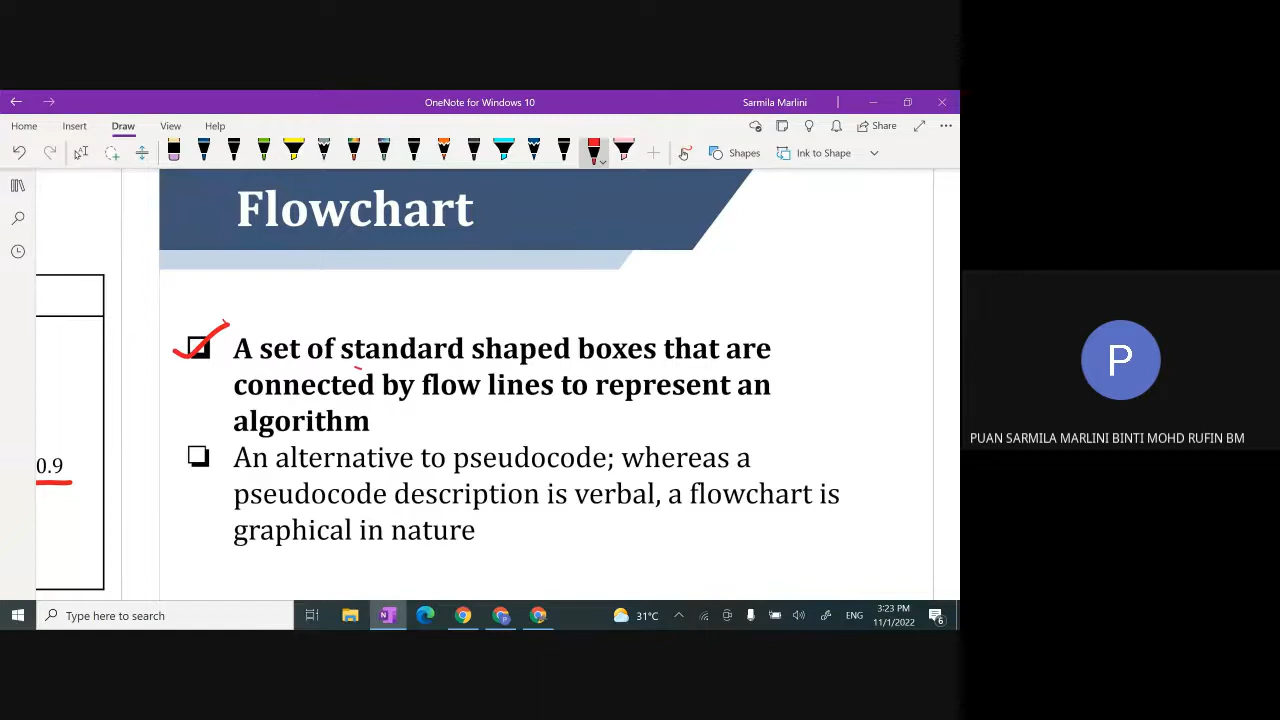 OneNote for Windows 10
Sarmila Marlini
Home Insert Draw View Help
Share
Shapes
Ink to Shape
Flowchart
A set of standard shaped boxes that are
connected by flow lines to represent an
algorithm
An alternative to pseudocode; whereas a
pseudocode description is verbal, a flowchart is
graphical in nature
0.9
P
PUAN SARMILA MARLINI BINTI MOHD RUFIN BM
Type here to search
31°C
ENG
3:23 PM
11/1/2022
6